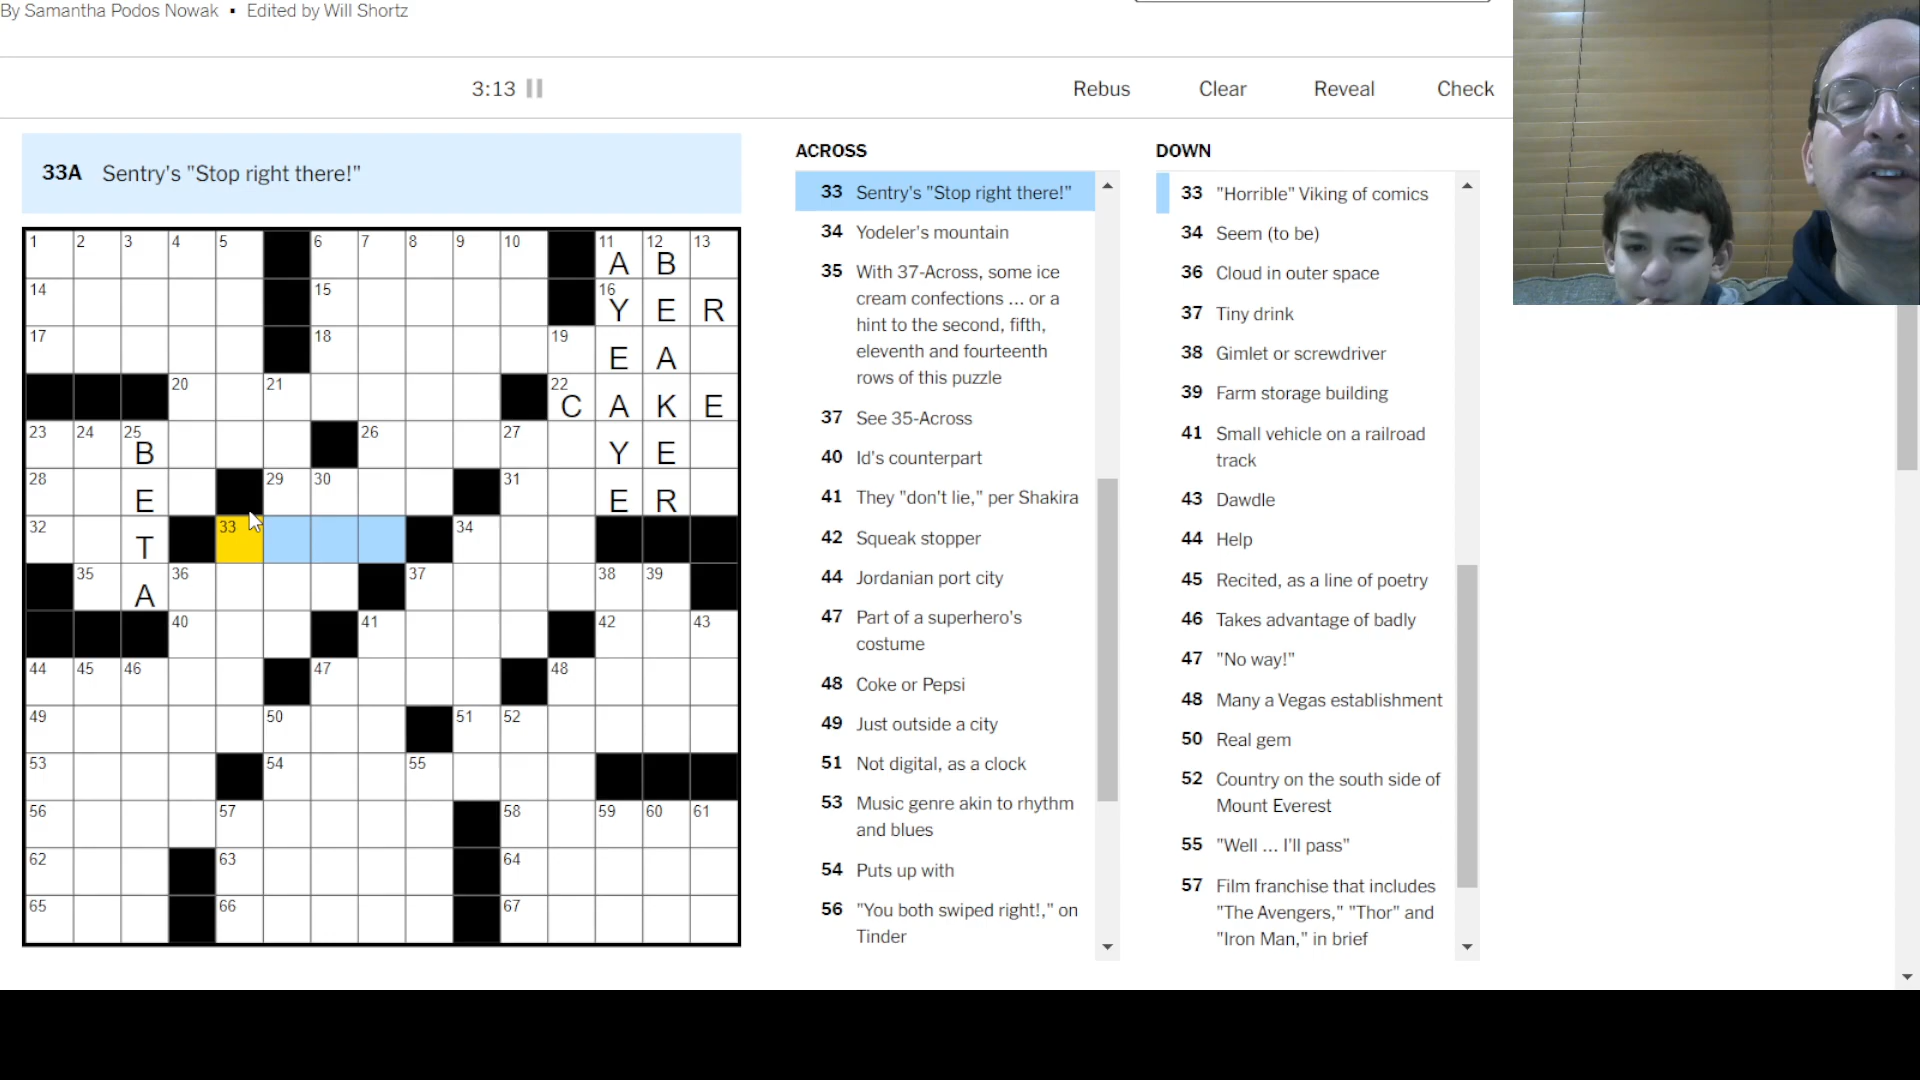 By Samantha Podos Nowak ▪ Edited by Will Shortz
3:13
Rebus Clear Reveal Check
33A Sentry's "Stop right there!"
1 2 3 4 5 6 7 8 9 10 11 12 13
A B
14 15 16
Y E R
17 18 19
E A
20 21 22
C A K E
23 24 25 26 27
B Y E
28 29 30 31
E E R
32 33 34
T
35 36 37 38 39
A
40 41 42 43
44 45 46 47 48
49 50 51 52
53 54 55
56 57 58 59 60 61
62 63 64
65 66 67
ACROSS
33 Sentry's "Stop right there!"
34 Yodeler's mountain
35 With 37-Across, some ice
cream confections ... or a
hint to the second, fifth,
eleventh and fourteenth
rows of this puzzle
37 See 35-Across
40 Id's counterpart
41 They "don't lie," per Shakira
42 Squeak stopper
44 Jordanian port city
47 Part of a superhero's
costume
48 Coke or Pepsi
49 Just outside a city
51 Not digital, as a clock
53 Music genre akin to rhythm
and blues
54 Puts up with
56 "You both swiped right!," on
Tinder
DOWN
33 "Horrible" Viking of comics
34 Seem (to be)
36 Cloud in outer space
37 Tiny drink
38 Gimlet or screwdriver
39 Farm storage building
41 Small vehicle on a railroad
track
43 Dawdle
44 Help
45 Recited, as a line of poetry
46 Takes advantage of badly
47 "No way!"
48 Many a Vegas establishment
50 Real gem
52 Country on the south side of
Mount Everest
55 "Well ... I'll pass"
57 Film franchise that includes
"The Avengers," "Thor" and
"Iron Man," in brief